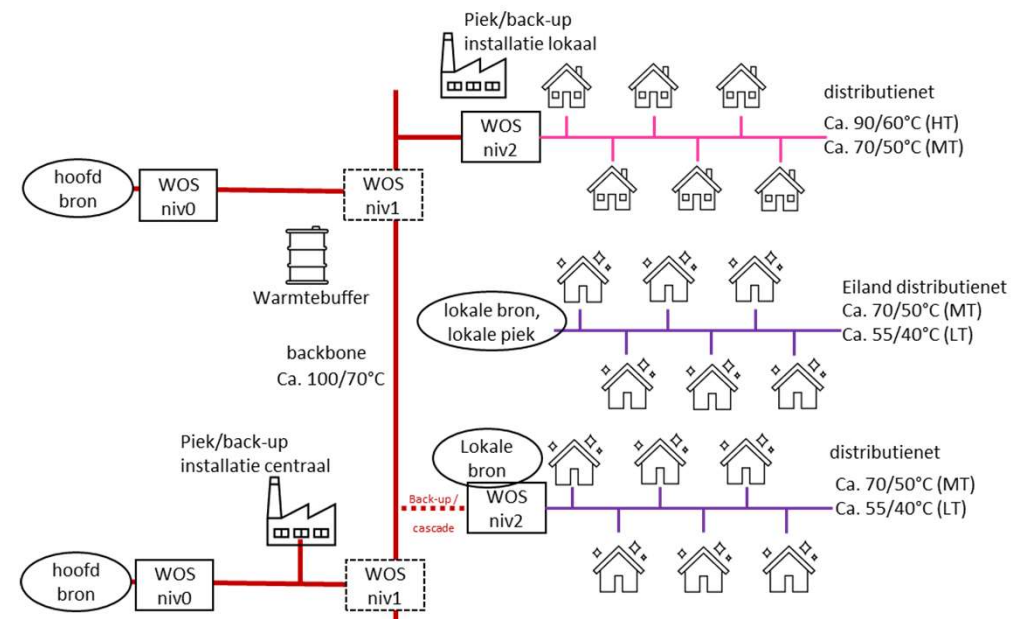 Piek/back-up
installatie lokaal
distributienet
Ca. 90/60°C (HT)
Ca. 70/50°C (MT)
WOS
niv2
hoofd
bron
WOS
niv0
WOS
niv1
Warmtebuffer
Eiland distributienet
Ca. 70/50°C (MT)
Ca. 55/40°C (LT)
lokale bron,
lokale piek
backbone
Ca. 100/70°C
Piek/back-up
installatie centraal
Lokale
bron
distributienet
Ca. 70/50°C (MT)
Ca. 55/40°C (LT)
Back-up /
cascade
WOS
niv2
hoofd
bron
WOS
niv0
WOS
niv1